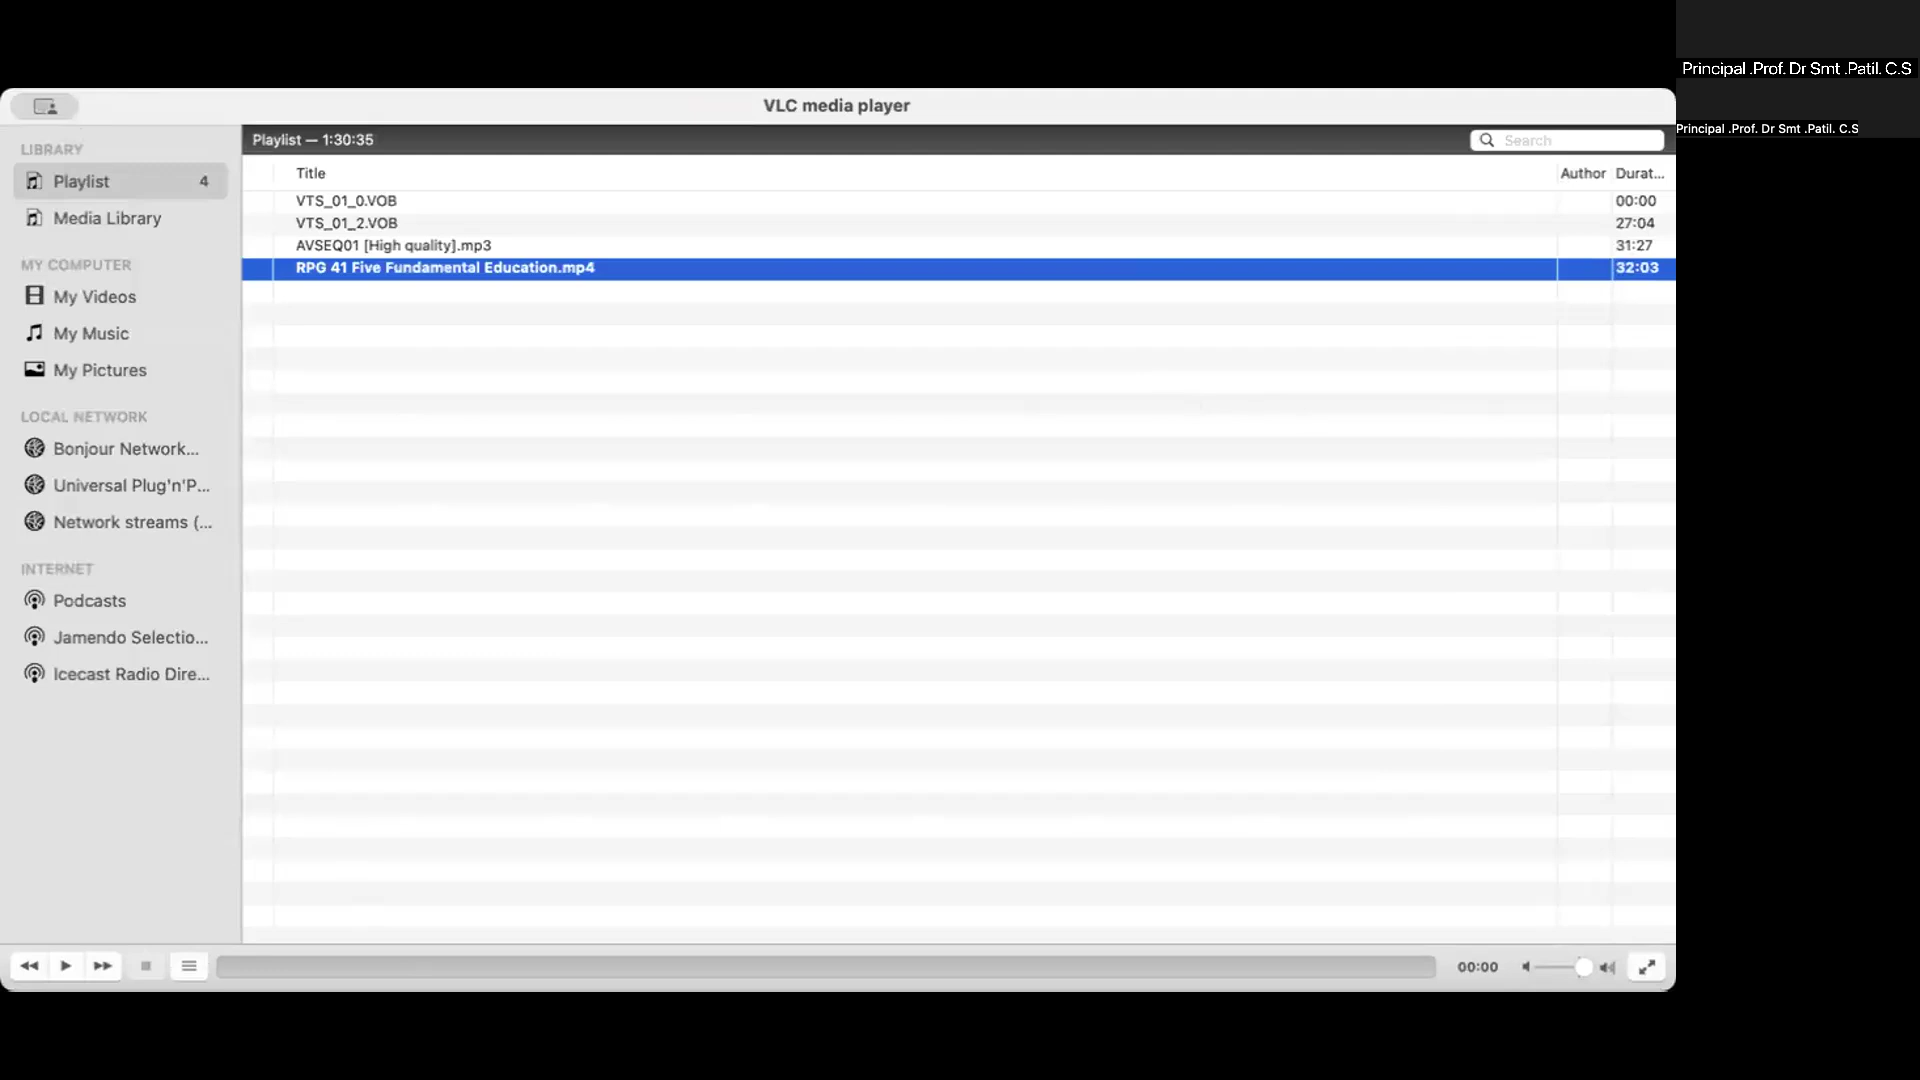 Principal .Prof. Dr Smt .Patil. C.S
Principal .Prof. Dr Smt .Patil. C.S
VLC media player
LIBRARY
Playlist 4
Media Library
MY COMPUTER
My Videos
My Music
My Pictures
LOCAL NETWORK
Bonjour Network...
Universal Plug'n'P...
Network streams (...
INTERNET
Podcasts
Jamendo Selectio...
Icecast Radio Dire...
Playlist — 1:30:35
Search
Title Author Durat...
VTS_01_0.VOB 00:00
VTS_01_2.VOB 27:04
AVSEQ01 [High quality].mp3 31:27
RPG 41 Five Fundamental Education.mp4 32:03
00:00